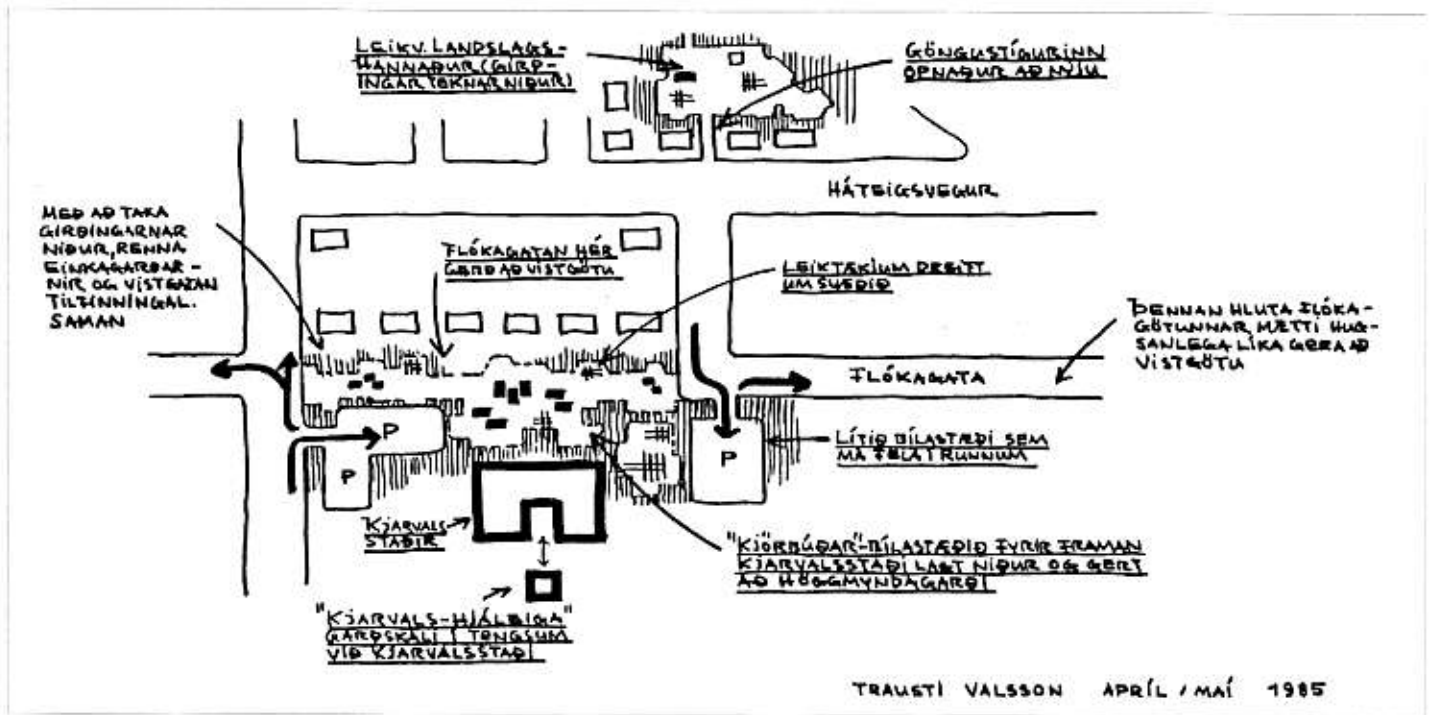 LEIKV. LANDSLAGS-
HANNAÐUR (GIRÐ-
INGAR TEKNAR NIÐUR)
GÖNGUSTÍGURINN
OPNAÐUR AÐ NÝJU
HÁTEIGSVEGUR
MEÐ AÐ TAKA
GIRÐINGARNAR
NIÐUR, RENNA
EINKAGARÐAR-
NIR OG VISTGATAN
TILFINNINGAL.
SAMAN
FLÓKAGATAN HÉR
GERÐ AÐ VISTGÖTU
LEIKTÆKJUM DREIFT
UM SVÆÐIÐ
ÞENNAN HLUTA FLÓKA-
GÖTUNNAR MÆTTI HUG-
SANLEGA LÍKA GERA AÐ
VISTGÖTU
FLÓKAGATA
P
P
P
LÍTIÐ BÍLASTÆÐI SEM
MÁ FELA Í RUNNUM
KJARVALS
STAÐIR
"KJÖRBÚÐAR"-BÍLASTÆÐIÐ FYRIR FRAMAN
KJARVALSSTAÐI LAGT NIÐUR OG GERT
AÐ HÖGGMYNDAGARÐI
"KJARVALS-HJÁLEIGA"
GARÐSKÁLI Í TENGSLUM
VIÐ KJARVALSSTAÐI
TRAUSTI VALSSON APRÍL / MAÍ 1985